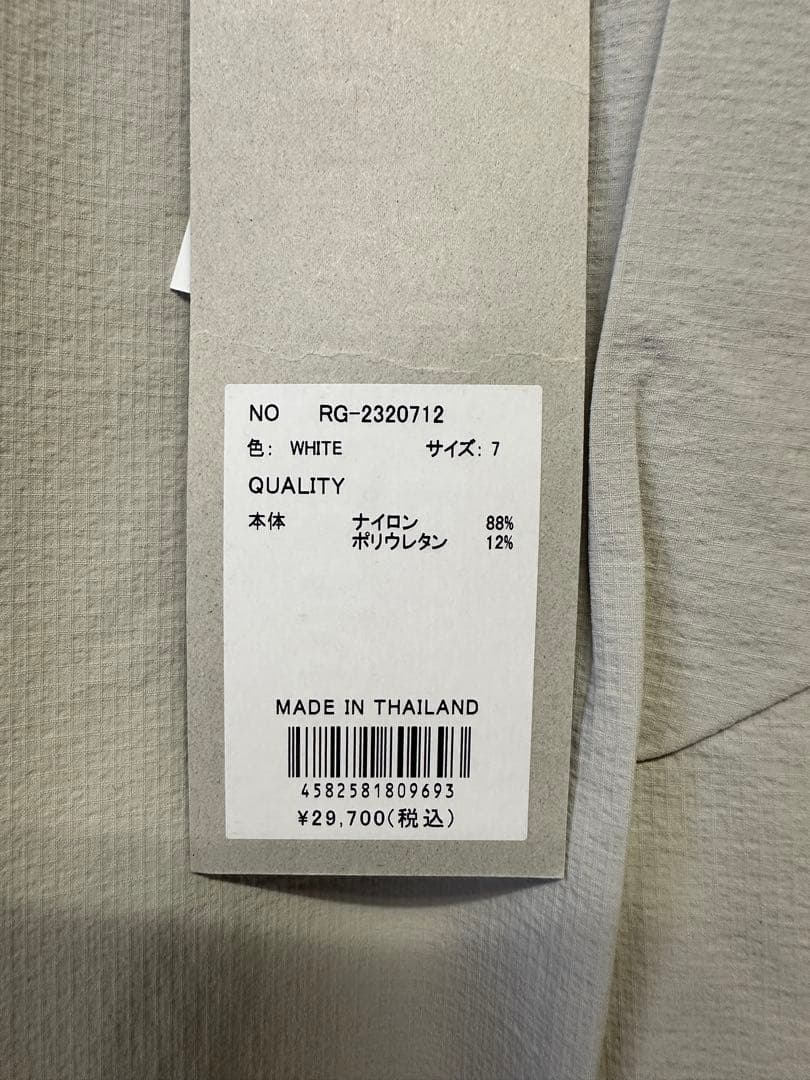 NO RG-2320712
色: WHITE サイズ: 7
QUALITY
本体 ナイロン 88%
ポリウレタン 12%
MADE IN THAILAND
4582581809693
¥29,700(税込)